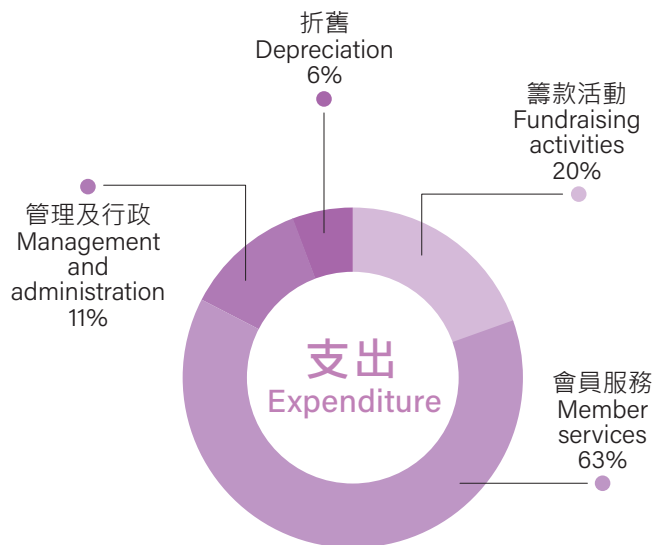 折舊
Depreciation
6%
籌款活動
Fundraising
activities
20%
管理及行政
Management
and
administration
11%
支出
Expenditure
會員服務
Member
services
63%